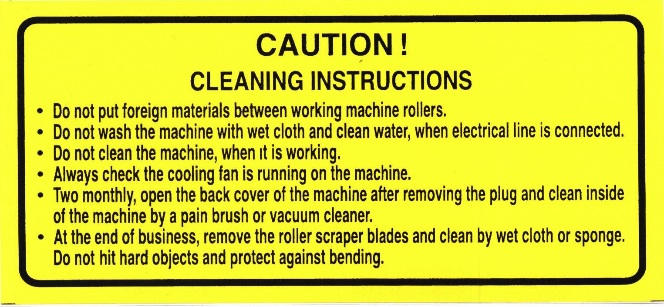 CAUTION!
CLEANING INSTRUCTIONS
• Do not put foreign materials between working machine rollers.
• Do not wash the machine with wet cloth and clean water, when electrical line is connected.
• Do not clean the machine, when it is working.
• Always check the cooling fan is running on the machine.
• Two monthly, open the back cover of the machine after removing the plug and clean inside
of the machine by a pain brush or vacuum cleaner.
• At the end of business, remove the roller scraper blades and clean by wet cloth or sponge.
Do not hit hard objects and protect against bending.